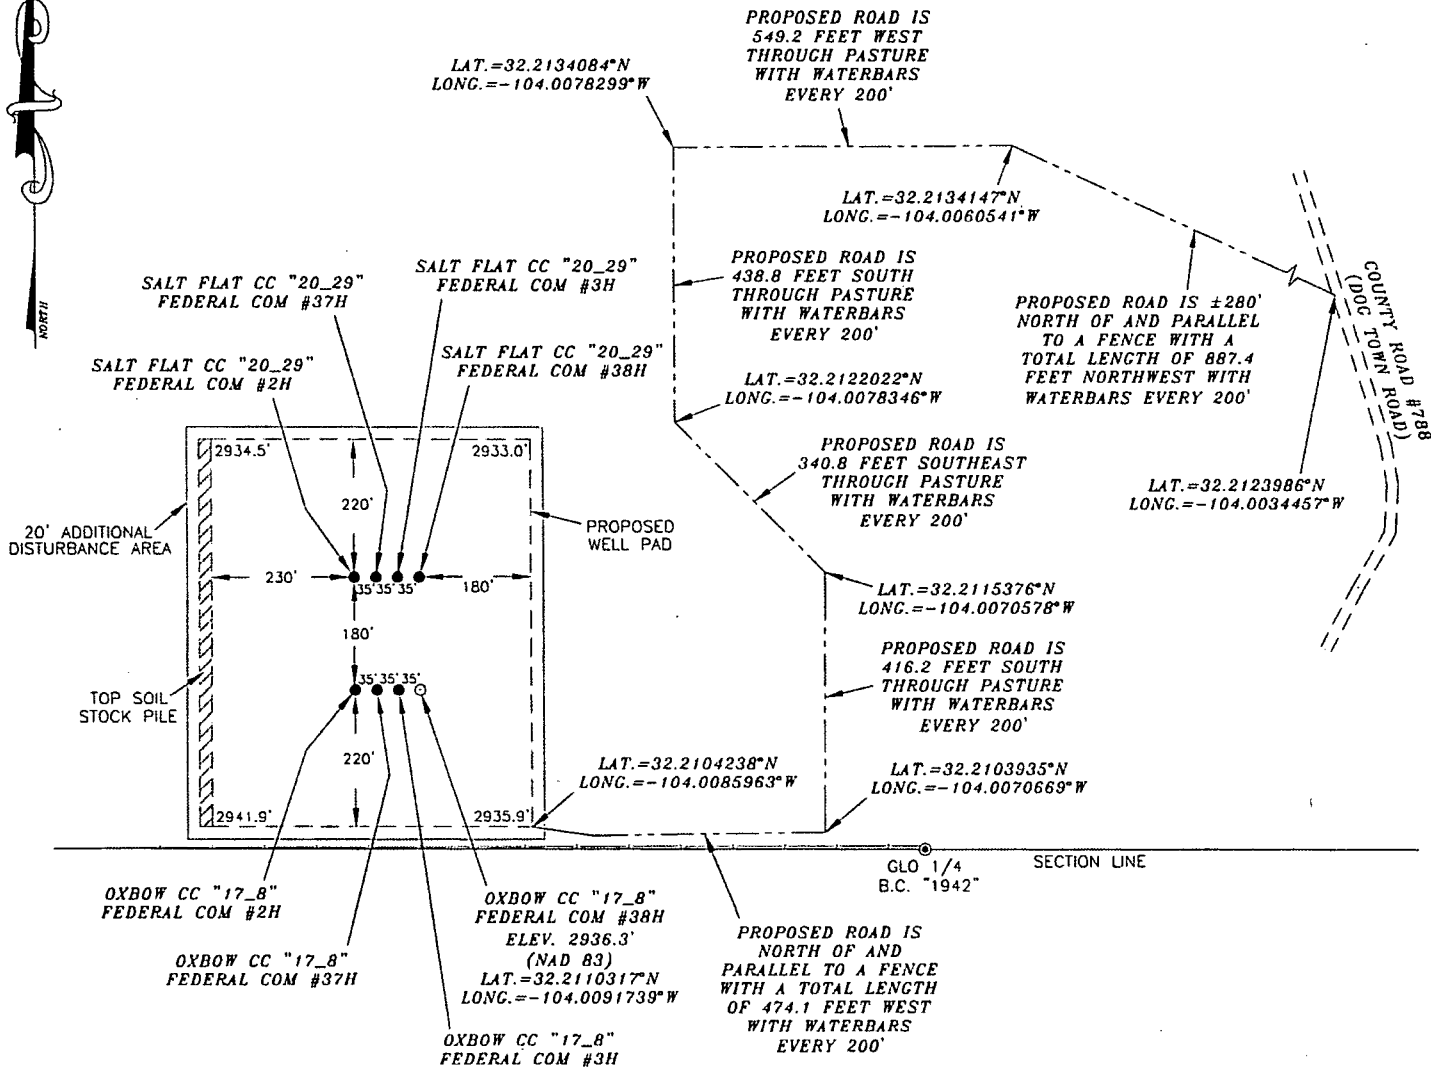 PROPOSED ROAD IS
549.2 FEET WEST
THROUGH PASTURE
WITH WATERBARS
EVERY 200'
LAT.=32.2134084°N
LONG.=-104.0078299°W
LAT.=32.2134147°N
LONG.=-104.0060541°W
NORTH
PROPOSED ROAD IS
438.8 FEET SOUTH
THROUGH PASTURE
WITH WATERBARS
EVERY 200'
SALT FLAT CC "20_29"
FEDERAL COM #37H
SALT FLAT CC "20_29"
FEDERAL COM #3H
PROPOSED ROAD IS ±280'
NORTH OF AND PARALLEL
TO A FENCE WITH A
TOTAL LENGTH OF 887.4
FEET NORTHWEST WITH
WATERBARS EVERY 200'
COUNTY ROAD #788
(DOG TOWN ROAD)
SALT FLAT CC "20_29"
FEDERAL COM #2H
SALT FLAT CC "20_29"
FEDERAL COM #38H
LAT.=32.2122022°N
LONG.=-104.0078346°W
2934.5'
2933.0'
PROPOSED ROAD IS
340.8 FEET SOUTHEAST
THROUGH PASTURE
WITH WATERBARS
EVERY 200'
LAT.=32.2123986°N
LONG.=-104.0034457°W
220'
20' ADDITIONAL
DISTURBANCE AREA
PROPOSED
WELL PAD
230'
35' 35' 35'
180'
180'
LAT.=32.2115376°N
LONG.=-104.0070578°W
35' 35' 35'
TOP SOIL
STOCK PILE
PROPOSED ROAD IS
416.2 FEET SOUTH
THROUGH PASTURE
WITH WATERBARS
EVERY 200'
220'
LAT.=32.2104238°N
LONG.=-104.0085963°W
LAT.=32.2103935°N
LONG.=-104.0070669°W
2941.9'
2935.9'
GLO 1/4
B.C. "1942"
SECTION LINE
OXBOW CC "17_8"
FEDERAL COM #2H
OXBOW CC "17_8"
FEDERAL COM #38H
ELEV. 2936.3'
(NAD 83)
LAT.=32.2110317°N
LONG.=-104.0091739°W
OXBOW CC "17_8"
FEDERAL COM #37H
PROPOSED ROAD IS
NORTH OF AND
PARALLEL TO A FENCE
WITH A TOTAL LENGTH
OF 474.1 FEET WEST
WITH WATERBARS
EVERY 200'
OXBOW CC "17_8"
FEDERAL COM #3H